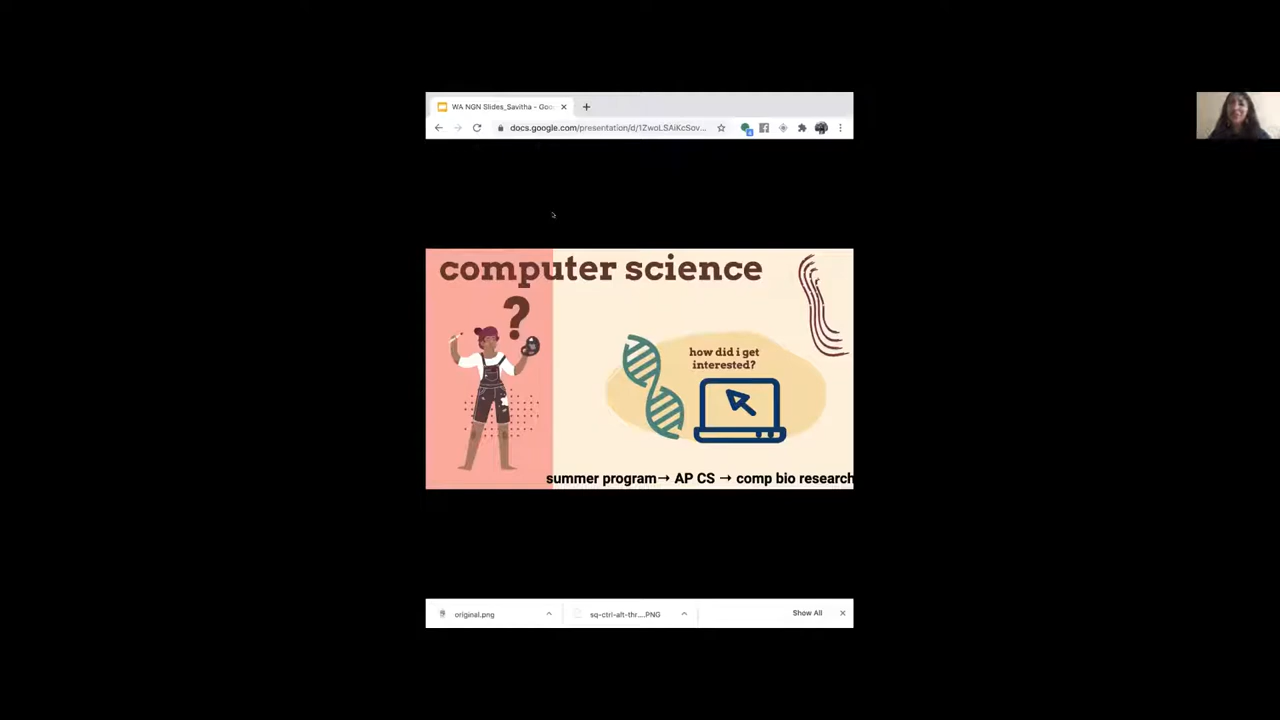 WA NGN Slides_Savitha - Goo
docs.google.com/presentation/d/1ZwoLSAiKcSov...
computer science
?
how did i get
interested?
summer program→ AP CS → comp bio research
original.png
sq-ctrl-alt-thr....PNG
Show All